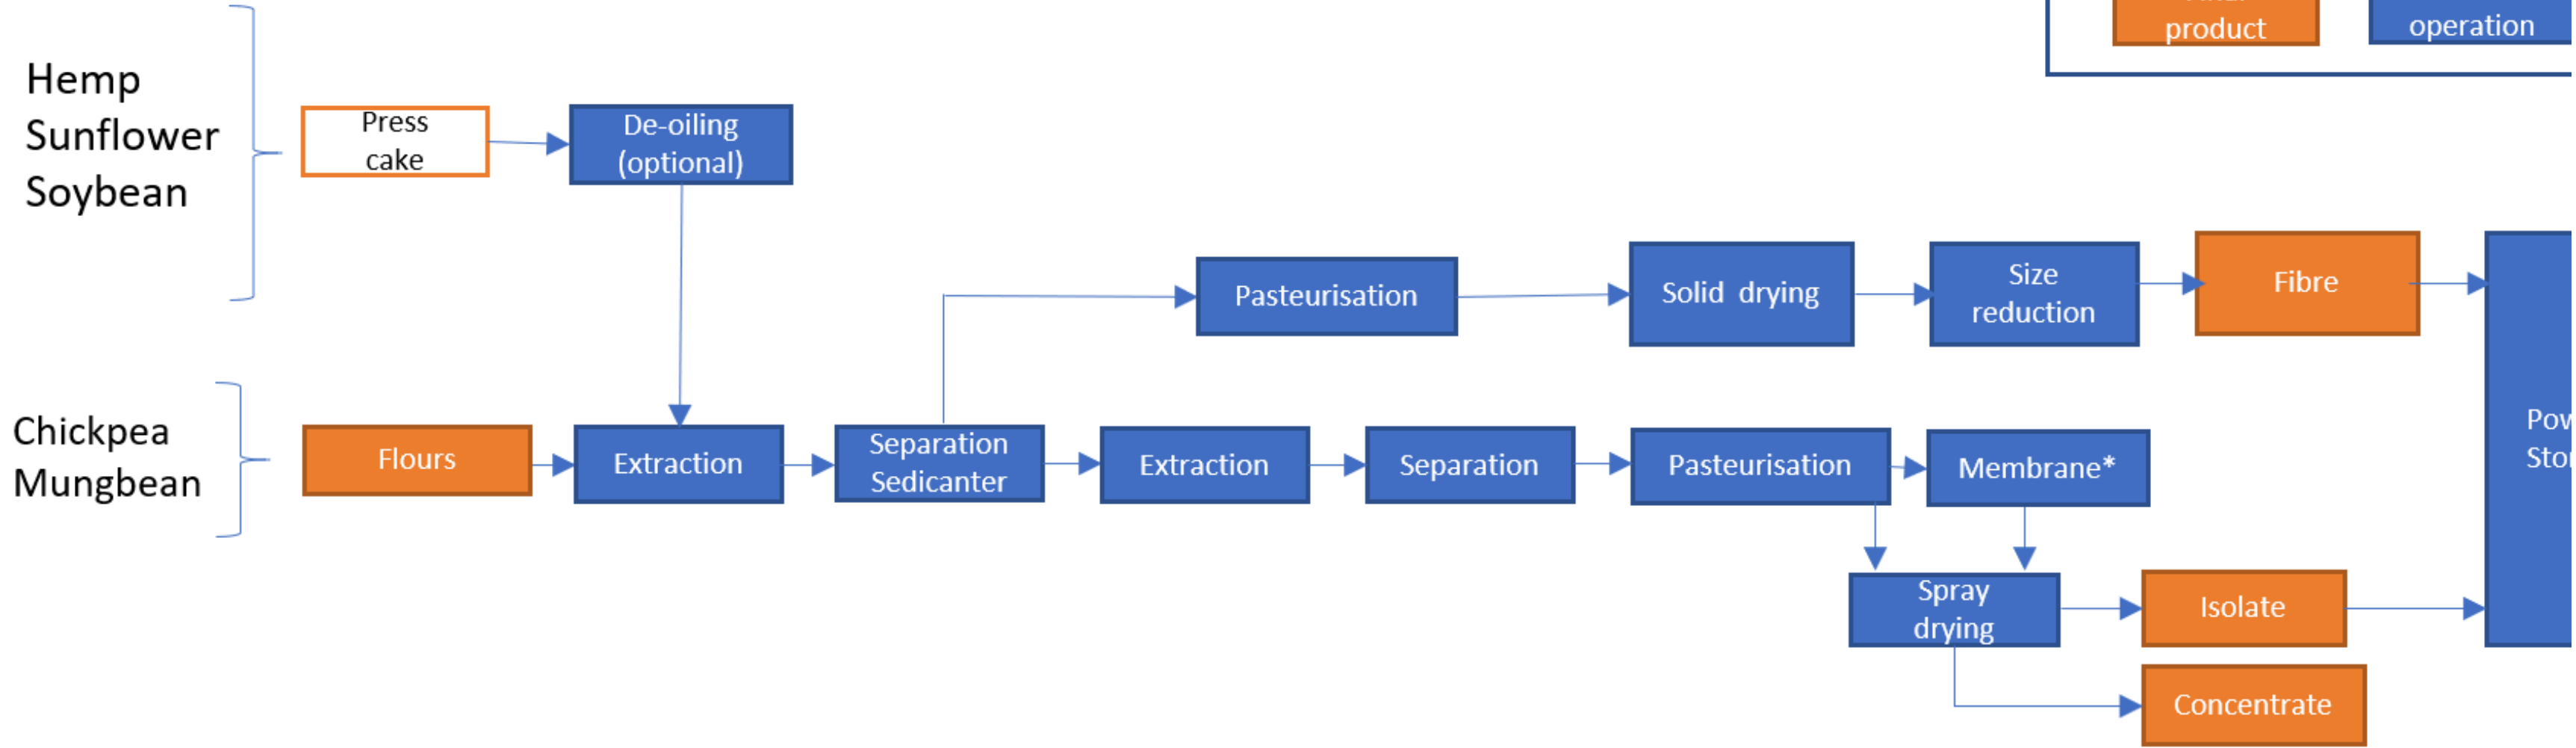 product
operation
Hemp
Sunflower
Soybean
Press
cake
De-oiling
(optional)
Pasteurisation
Solid drying
Size
reduction
Fibre
Chickpea
Mungbean
Flours
Extraction
Separation
Sedicanter
Extraction
Separation
Pasteurisation
Membrane*
Spray
drying
Isolate
Concentrate